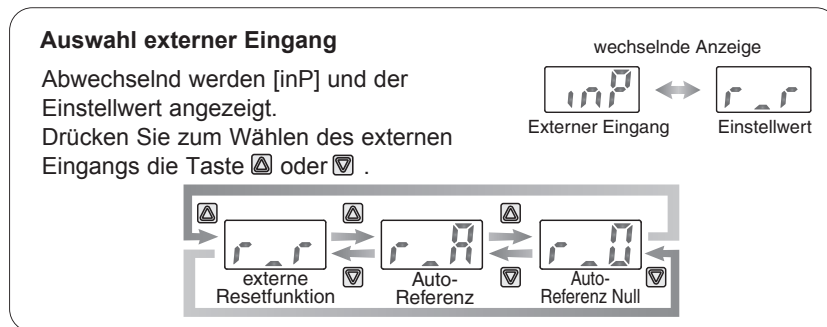 Auswahl externer Eingang
Abwechselnd werden [inP] und der
Einstellwert angezeigt.
Drücken Sie zum Wählen des externen
Eingangs die Taste oder .
wechselnde Anzeige
inP r_r
Externer Eingang Einstellwert
r_r r_A r_0
externe
Resetfunktion
Auto-
Referenz
Auto-
Referenz Null